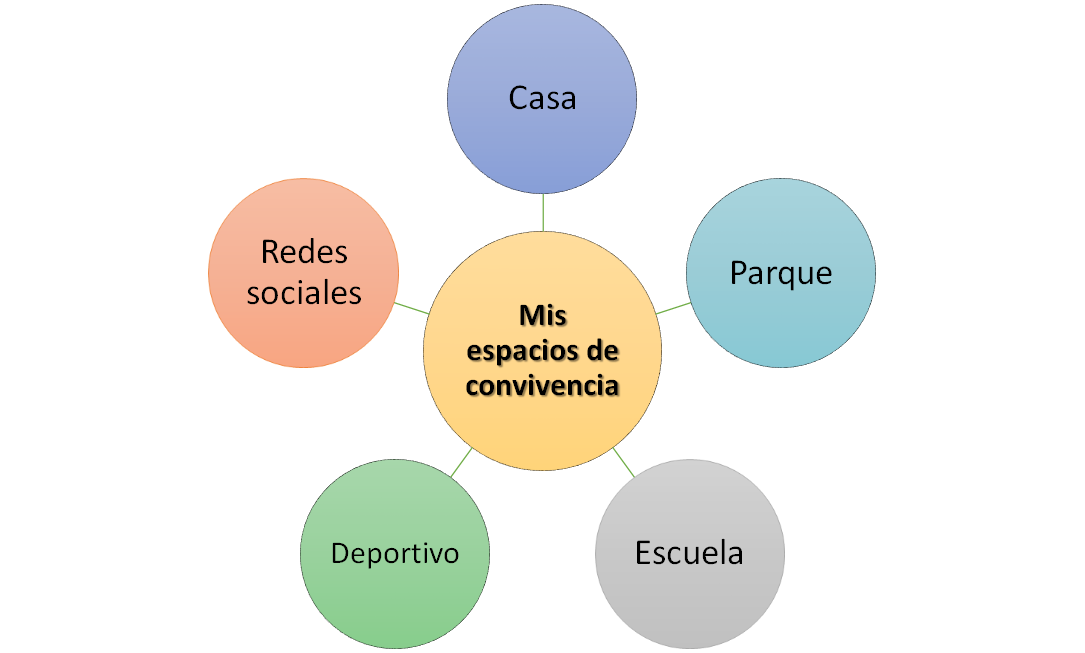 Casa
Redes
sociales
Parque
Mis
espacios de
convivencia
Deportivo
Escuela